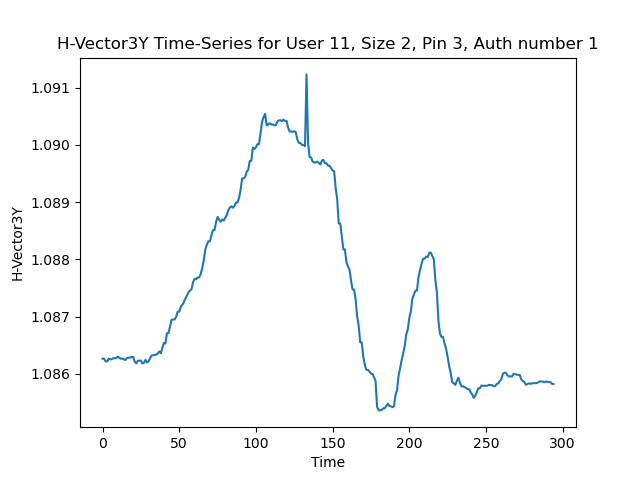 H-Vector3Y Time-Series for User 11, Size 2, Pin 3, Auth number 1
1.091
1.090
1.089
1.088
1.087
1.086
H-Vector3Y
0 50 100 150 200 250 300
Time